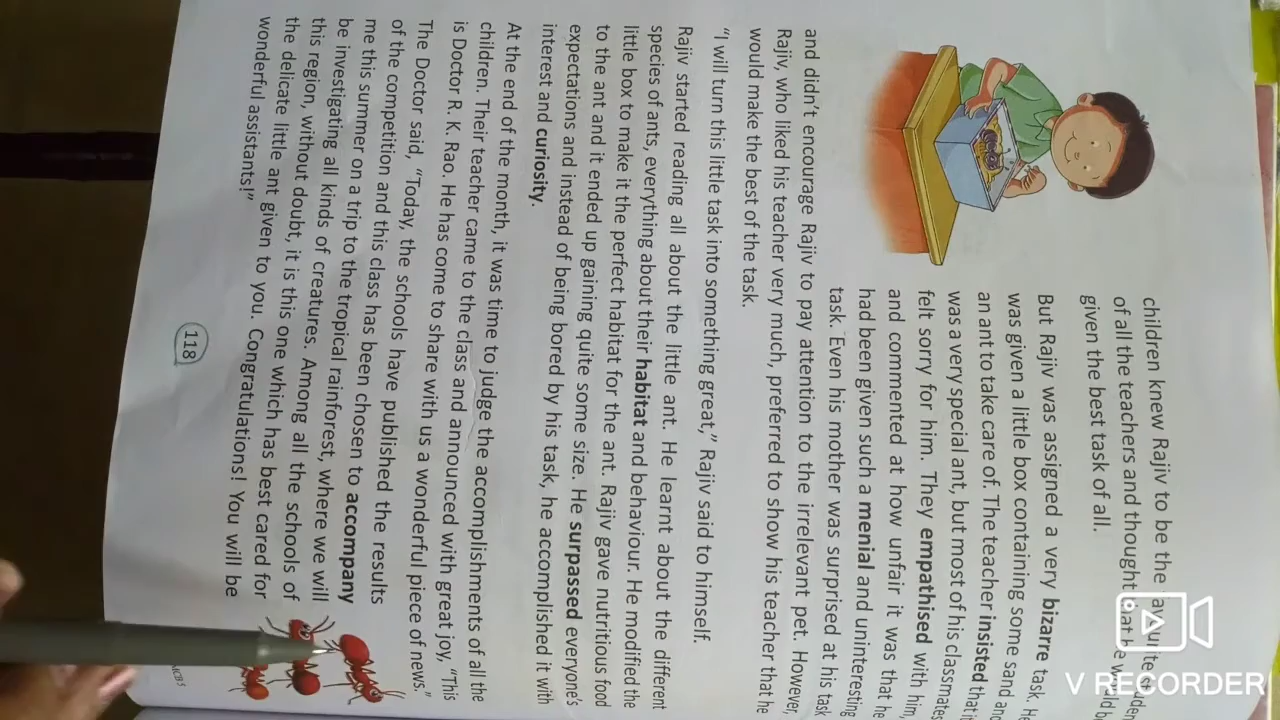 children knew Rajiv to be the
of all the teachers and thought that he would b
given the best task of all.
But Rajiv was assigned a very bizarre task. He
was given a little box containing some sand and
an ant to take care of. The teacher insisted that it
was a very special ant, but most of his classmates
felt sorry for him. They empathised with him,
and commented at how unfair it was that he
had been given such a menial and uninteresting
task. Even his mother was surprised at his task
and didn't encourage Rajiv to pay attention to the irrelevant pet. However,
Rajiv, who liked his teacher very much, preferred to show his teacher that he
would make the best of the task.
"I will turn this little task into something great," Rajiv said to himself.
Rajiv started reading all about the little ant. He learnt about the different
species of ants, everything about their habitat and behaviour. He modified the
little box to make it the perfect habitat for the ant. Rajiv gave nutritious food
to the ant and it ended up gaining quite some size. He surpassed everyone's
expectations and instead of being bored by his task, he accomplished it with
interest and curiosity.
At the end of the month, it was time to judge the accomplishments of all the
children. Their teacher came to the class and announced with great joy, "This
is Doctor R. K. Rao. He has come to share with us a wonderful piece of news."
The Doctor said, "Today, the schools have published the results
of the competition and this class has been chosen to accompany
me this summer on a trip to the tropical rainforest, where we will
be investigating all kinds of creatures. Among all the schools of
this region, without doubt, it is this one which has best cared for
the delicate little ant given to you. Congratulations! You will be
wonderful assistants!"
118
V RECORDER